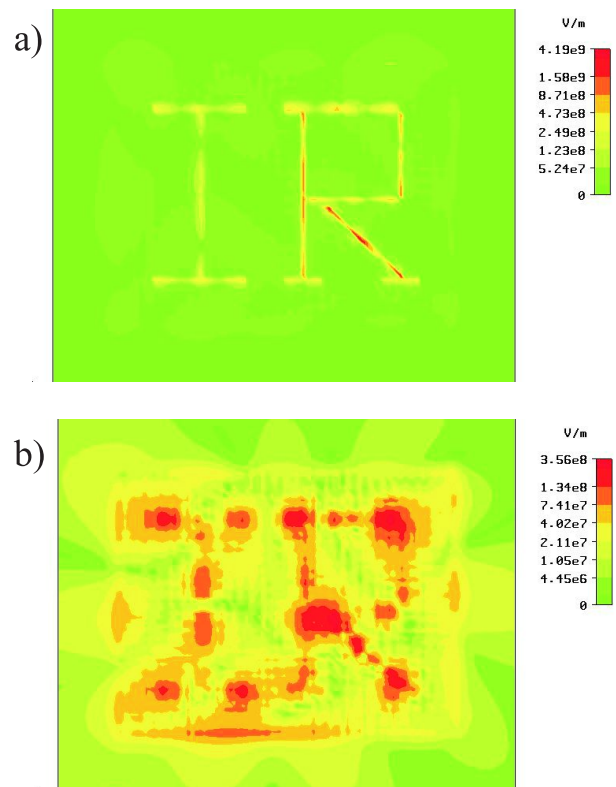 a)
V/m
4.19e9
1.58e9
8.71e8
4.73e8
2.49e8
1.23e8
5.24e7
0
IR
b)
V/m
3.56e8
1.34e8
7.41e7
4.02e7
2.11e7
1.05e7
4.45e6
0